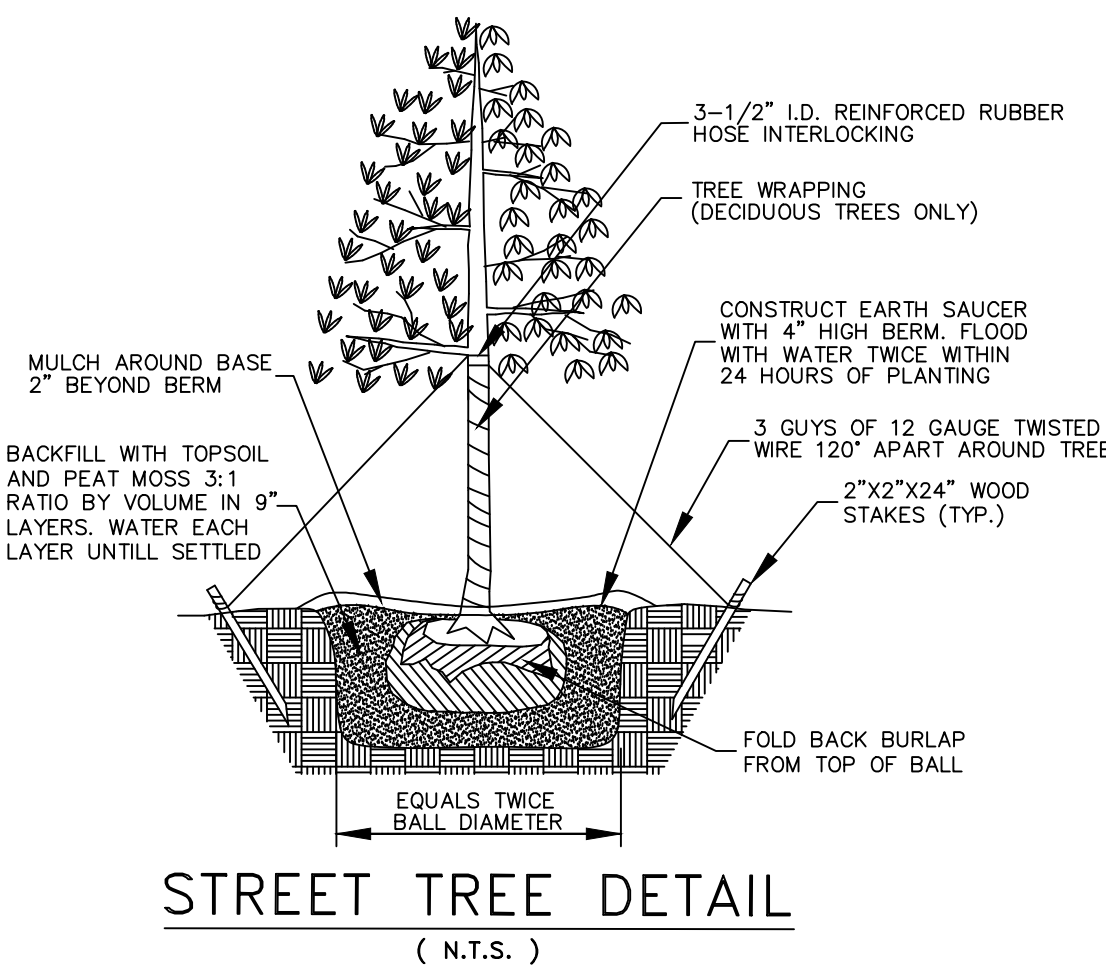 3-1/2" I.D. REINFORCED RUBBER
HOSE INTERLOCKING
TREE WRAPPING
(DECIDUOUS TREES ONLY)
CONSTRUCT EARTH SAUCER
WITH 4" HIGH BERM. FLOOD
WITH WATER TWICE WITHIN
24 HOURS OF PLANTING
MULCH AROUND BASE
2" BEYOND BERM
3 GUYS OF 12 GAUGE TWISTED
WIRE 120° APART AROUND TREE
BACKFILL WITH TOPSOIL
AND PEAT MOSS 3:1
RATIO BY VOLUME IN 9"
LAYERS. WATER EACH
LAYER UNTILL SETTLED
2"X2"X24" WOOD
STAKES (TYP.)
FOLD BACK BURLAP
FROM TOP OF BALL
EQUALS TWICE
BALL DIAMETER
STREET TREE DETAIL
( N.T.S. )